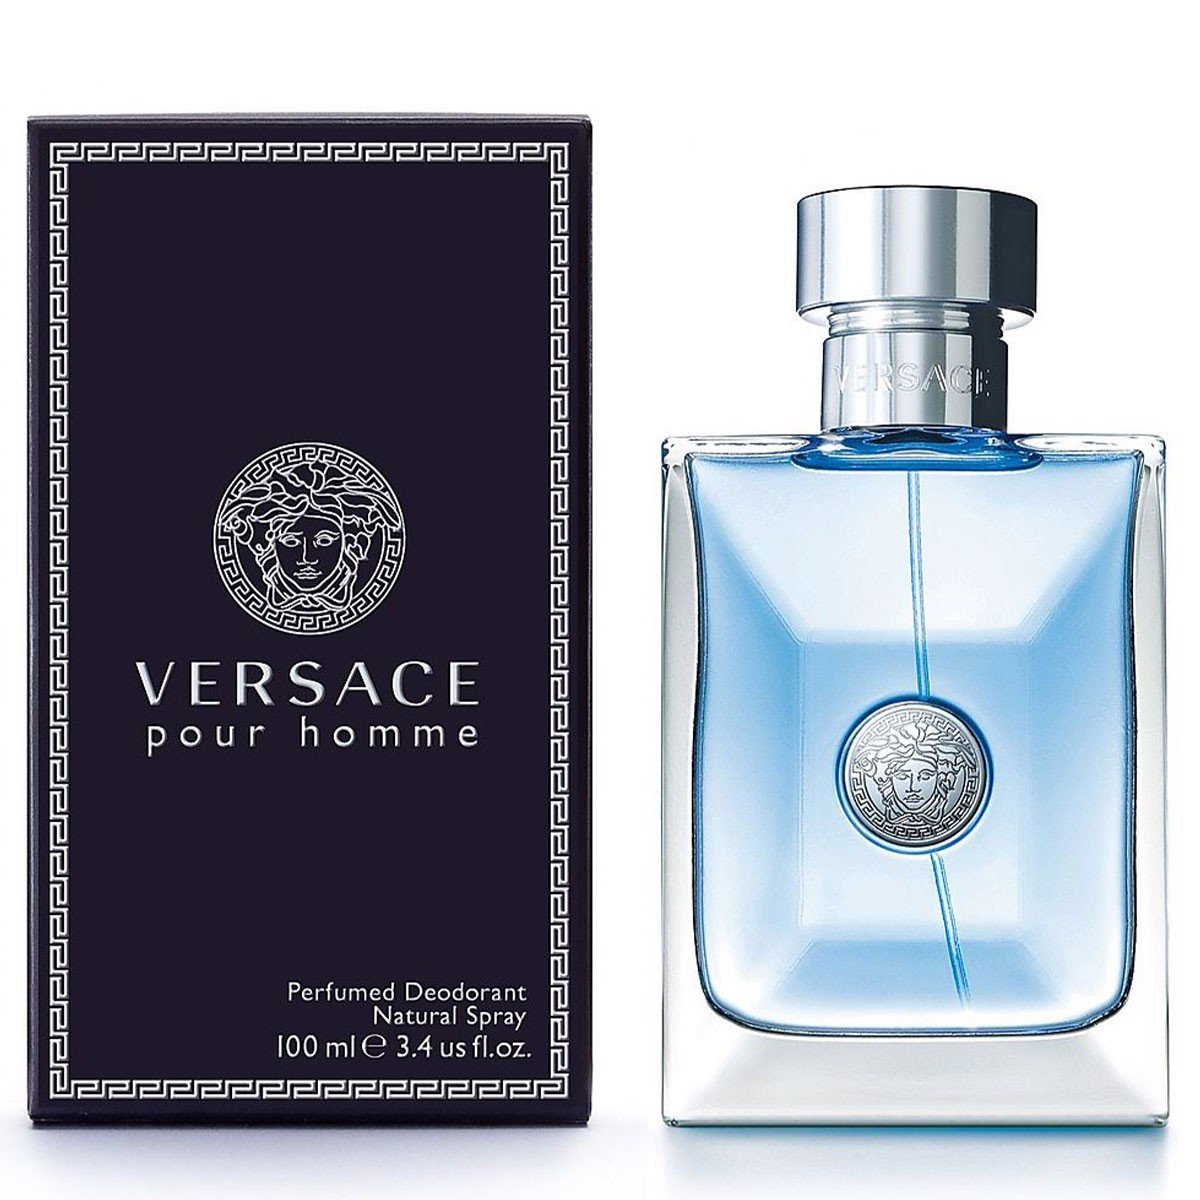 VERSACE
pour homme
Perfumed Deodorant
Natural Spray
100 ml ℮ 3.4 us fl.oz.
VERSACE